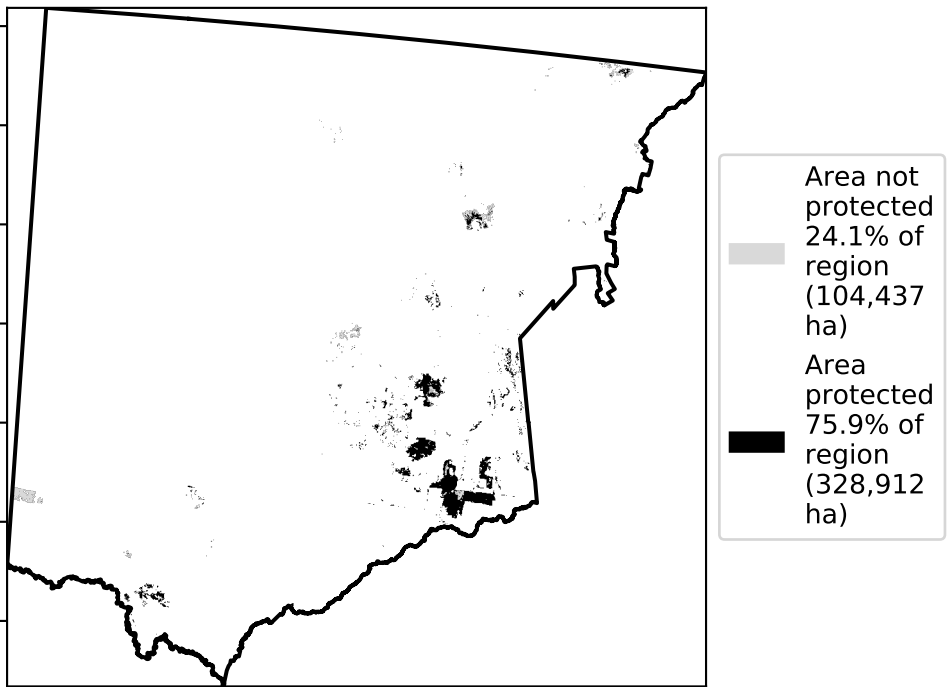 Area not
protected
24.1% of
region
(104,437
ha)
Area
protected
75.9% of
region
(328,912
ha)